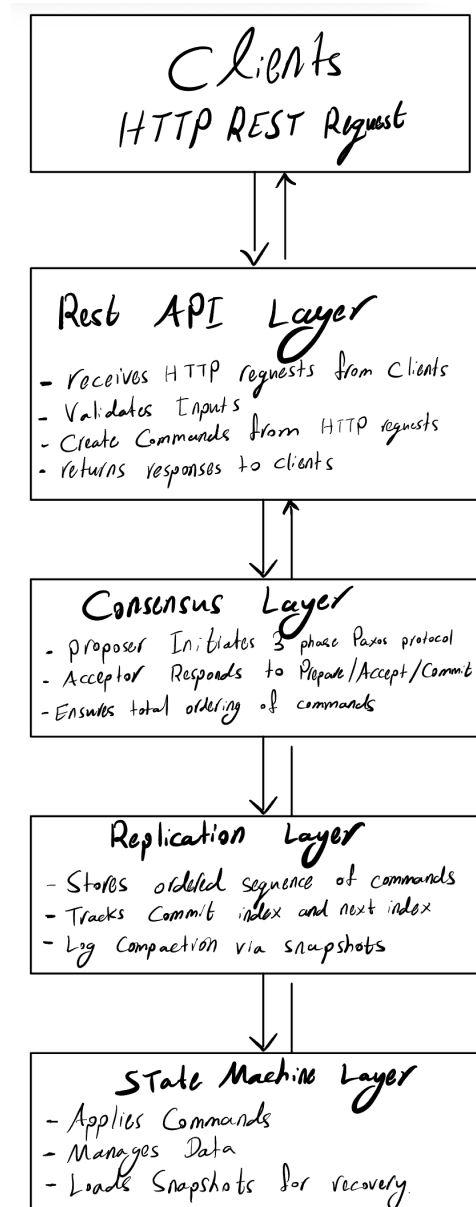 Clients
HTTP REST Request
Rest API Layer
- receives HTTP requests from Clients
- Validates Inputs
- Create Commands from HTTP requests
- returns responses to clients
Consensus Layer
- proposer Initiates 3 phase Paxos protocol
- Acceptor Responds to Prepare/Accept/Commit
- Ensures total ordering of commands
Replication Layer
- Stores ordered sequence of commands
- Tracks Commit index and next index
- Log Compaction via snapshots
STate Machine Layer
- Applies Commands
- Manages Data
- Loads Snapshots for recovery.